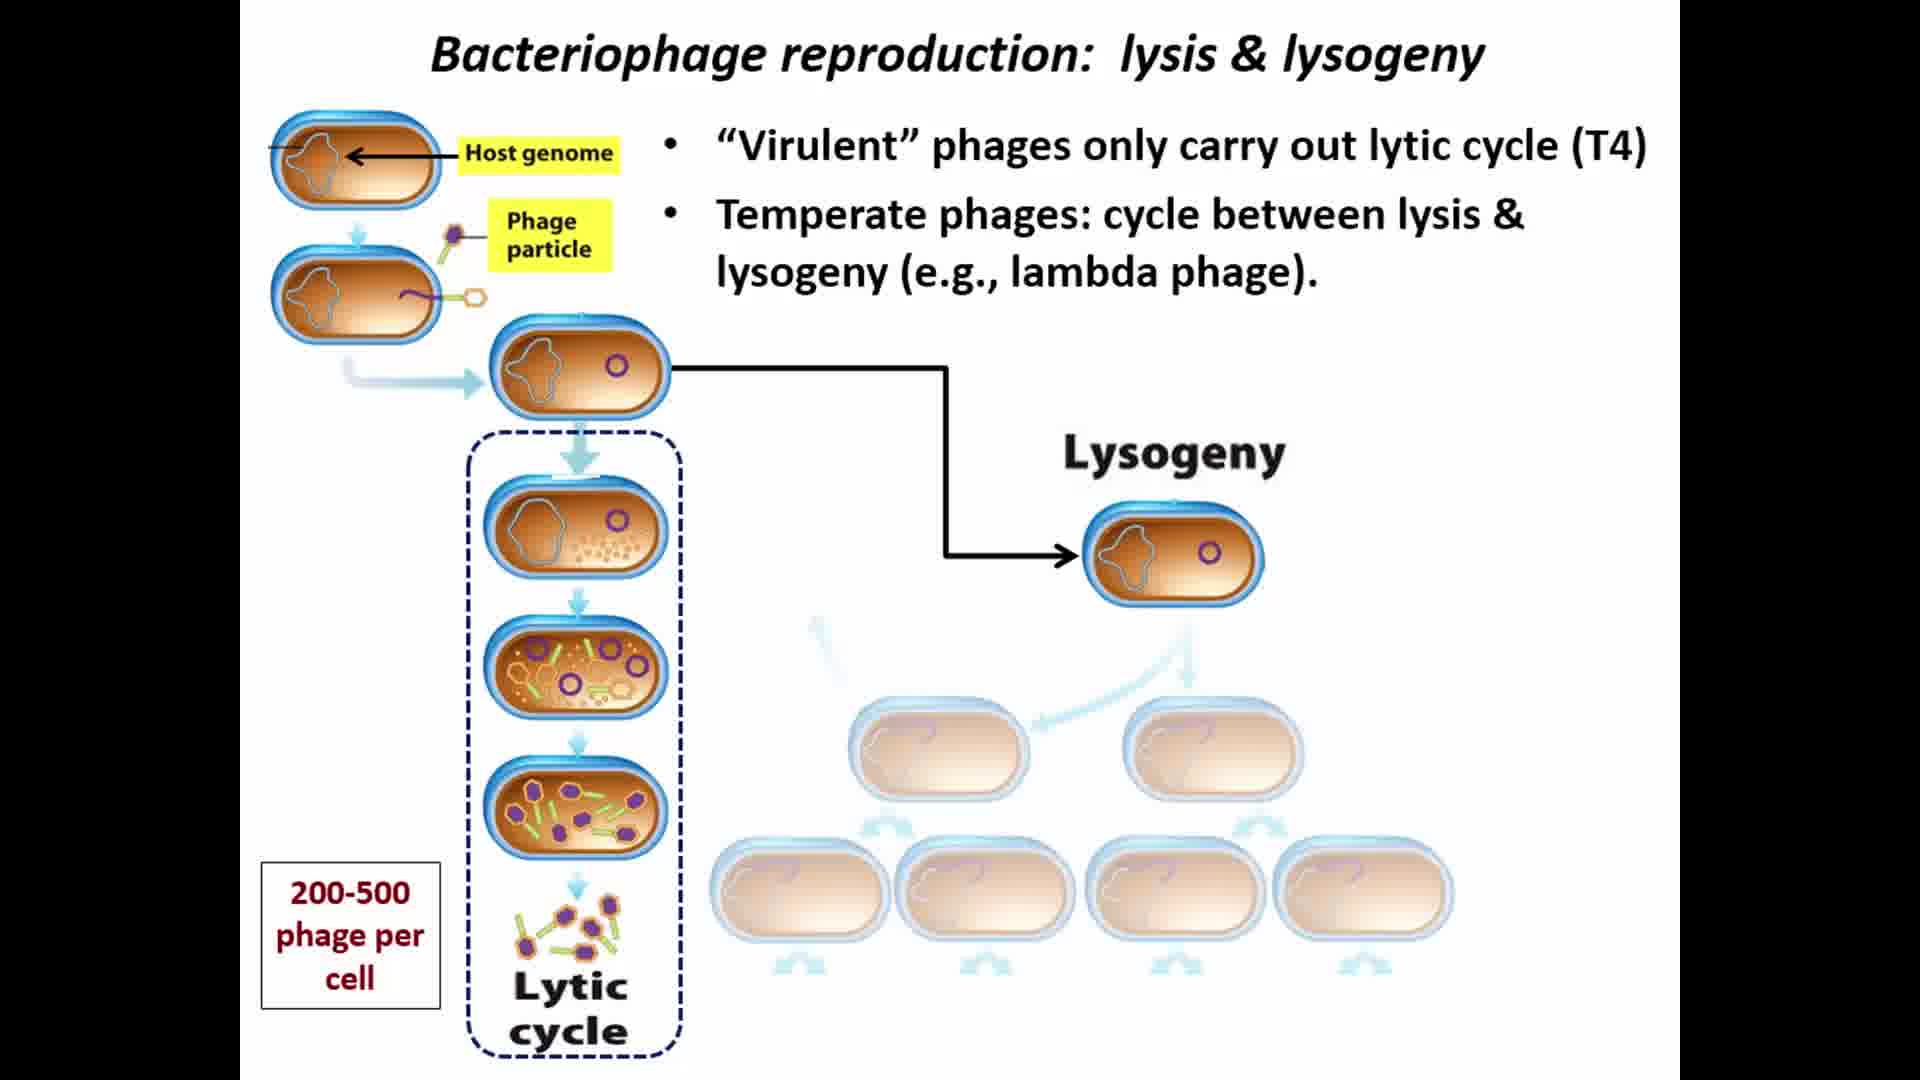 Bacteriophage reproduction: lysis & lysogeny
Host genome
Phage
particle
• “Virulent” phages only carry out lytic cycle (T4)
• Temperate phages: cycle between lysis &
lysogeny (e.g., lambda phage).
Lysogeny
200-500
phage per
cell
Lytic
cycle